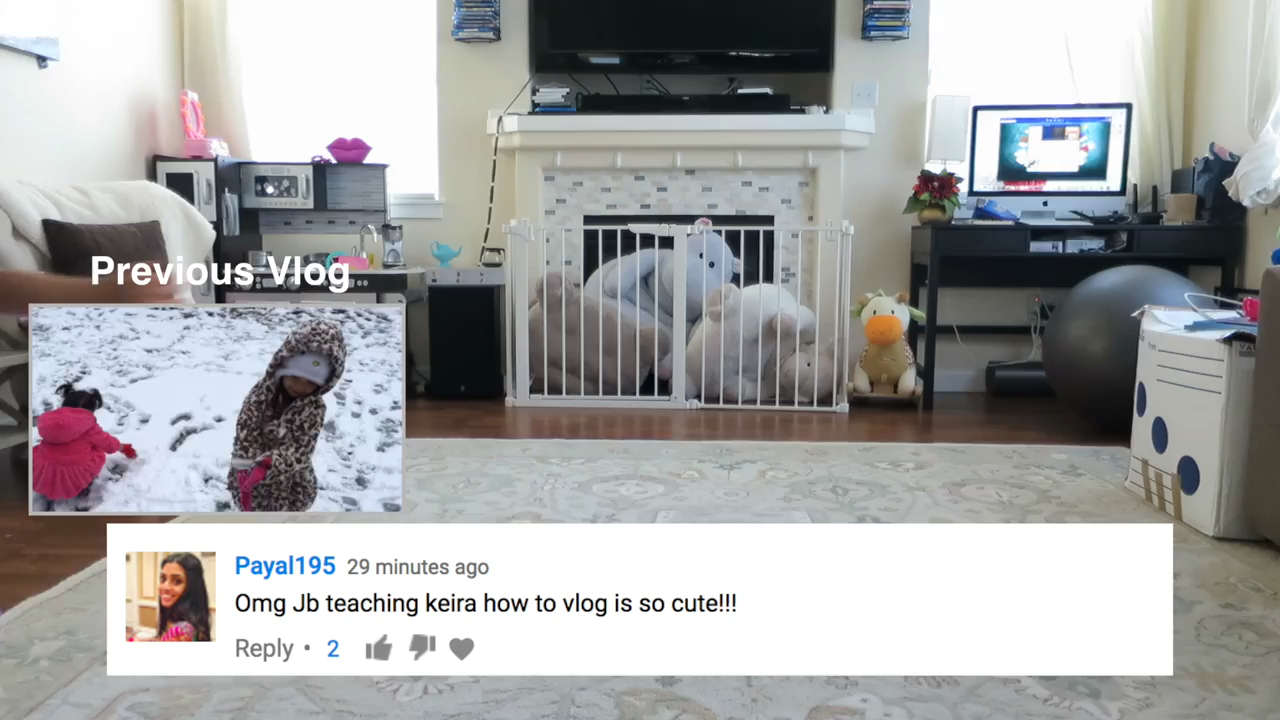 Previous Vlog
Payal195 29 minutes ago
Omg Jb teaching keira how to vlog is so cute!!!
Reply • 2